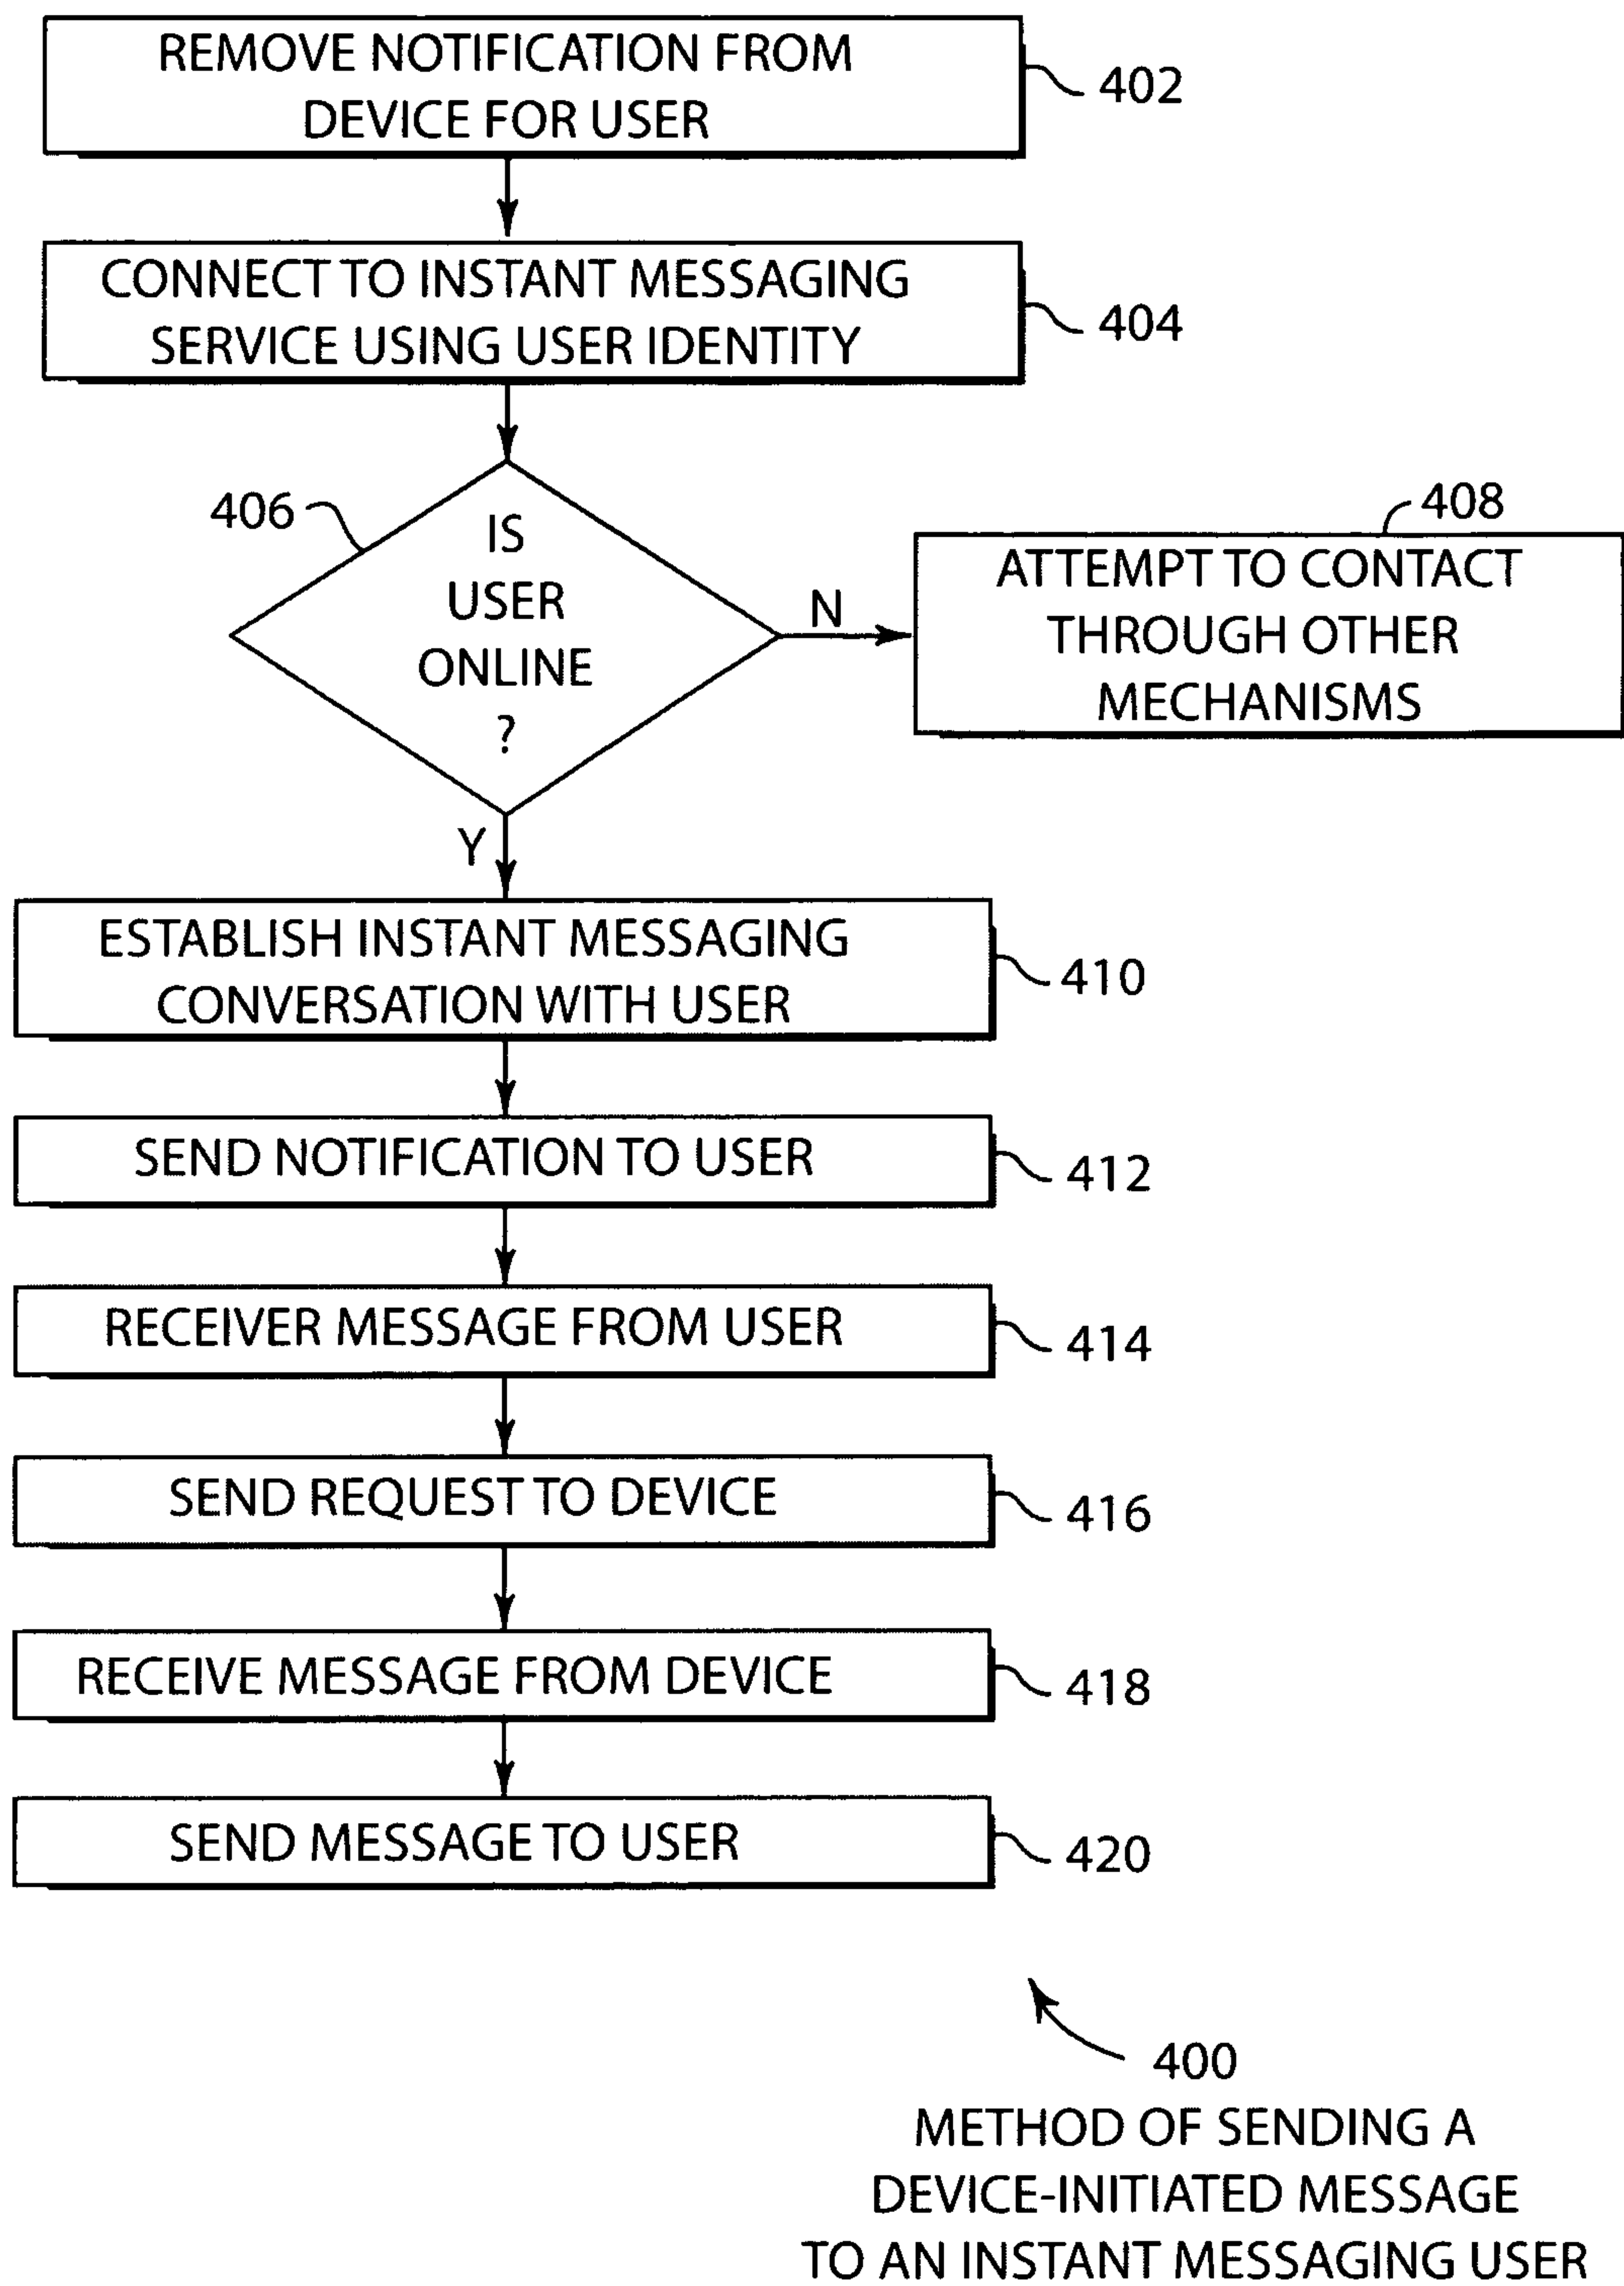 REMOVE NOTIFICATION FROM
DEVICE FOR USER
402
CONNECT TO INSTANT MESSAGING
SERVICE USING USER IDENTITY
404
406
IS
USER
ONLINE
?
N
408
ATTEMPT TO CONTACT
THROUGH OTHER
MECHANISMS
Y
ESTABLISH INSTANT MESSAGING
CONVERSATION WITH USER
410
SEND NOTIFICATION TO USER
412
RECEIVER MESSAGE FROM USER
414
SEND REQUEST TO DEVICE
416
RECEIVE MESSAGE FROM DEVICE
418
SEND MESSAGE TO USER
420
400
METHOD OF SENDING A
DEVICE-INITIATED MESSAGE
TO AN INSTANT MESSAGING USER